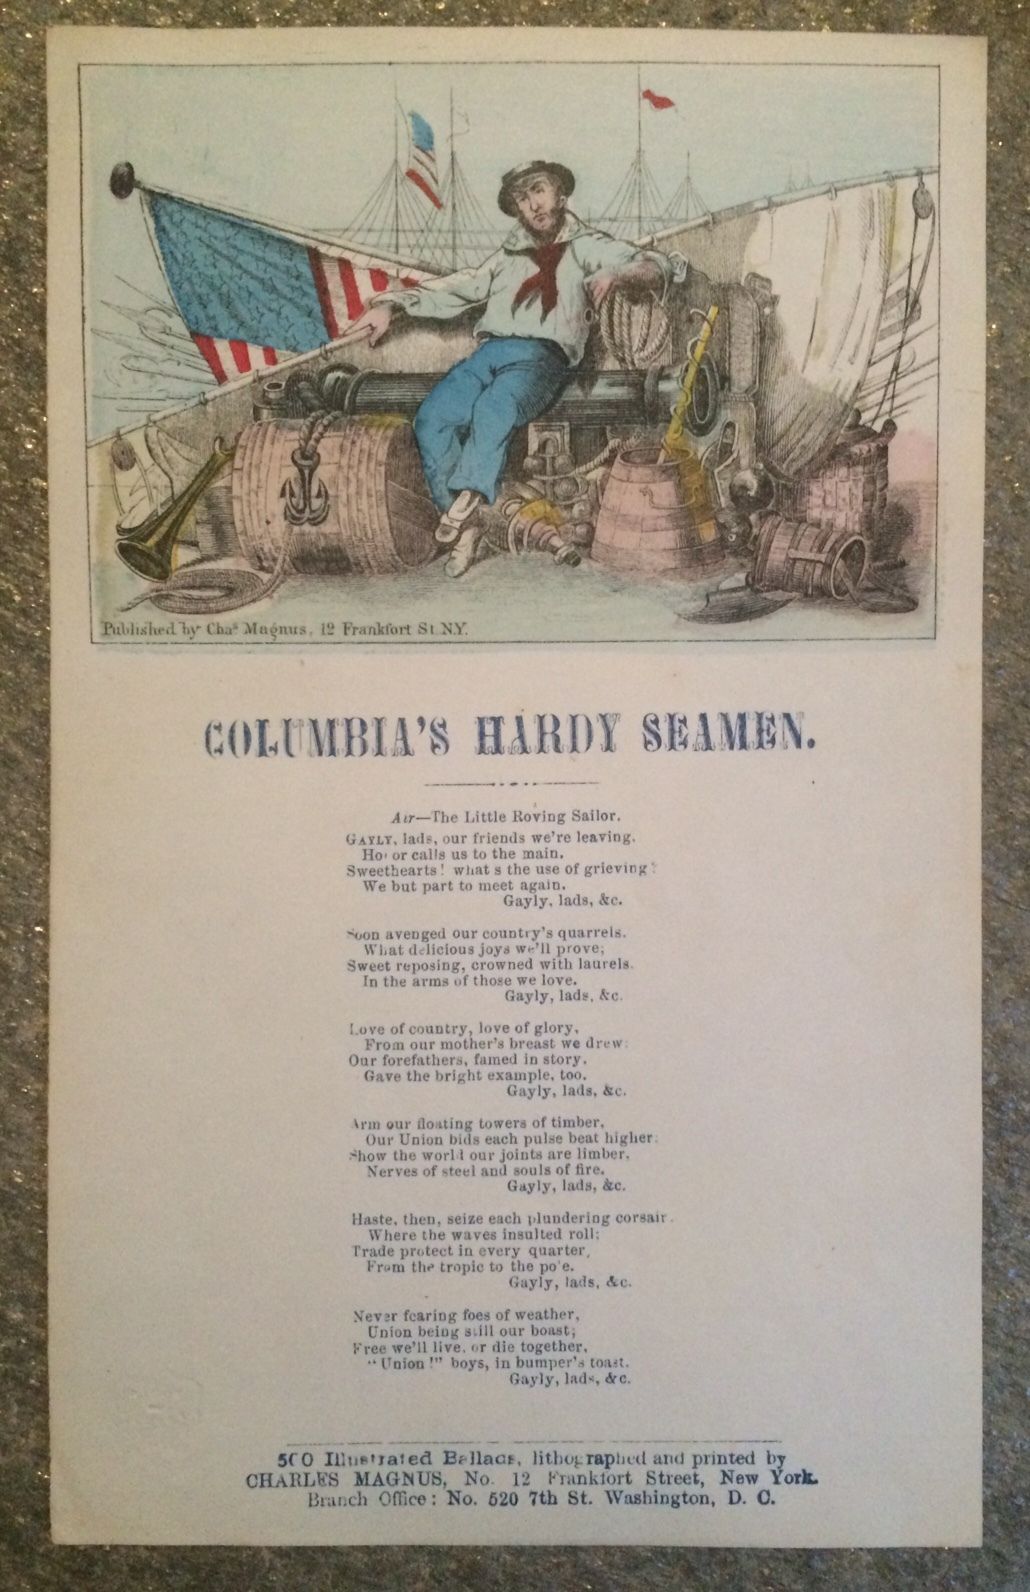 Published by Chas Magnus, 12 Frankfort St N.Y.
COLUMBIA'S HARDY SEAMEN.
Air—The Little Roving Sailor.
GAYLY, lads, our friends we're leaving.
Ho or calls us to the main.
Sweethearts! what s the use of grieving?
We but part to meet again.
Gayly, lads, &c.
Soon avenged our country's quarrels.
What delicious joys we'll prove;
Sweet reposing, crowned with laurels.
In the arms of those we love.
Gayly, lads, &c.
Love of country, love of glory,
From our mother's breast we drew:
Our forefathers, famed in story.
Gave the bright example, too.
Gayly, lads, &c.
Arm our floating towers of timber,
Our Union bids each pulse beat higher:
Show the world our joints are limber,
Nerves of steel and souls of fire.
Gayly, lads, &c.
Haste, then, seize each plundering corsair.
Where the waves insulted roll;
Trade protect in every quarter,
From the tropic to the po'e.
Gayly, lads, &c.
Never fearing foes of weather,
Union being still our boast;
Free we'll live, or die together,
"Union!" boys, in bumper's toast.
Gayly, lads, &c.
500 Illustrated Ballads, lithographed and printed by
CHARLES MAGNUS, No. 12 Frankfort Street, New York.
Branch Office: No. 520 7th St. Washington, D. C.